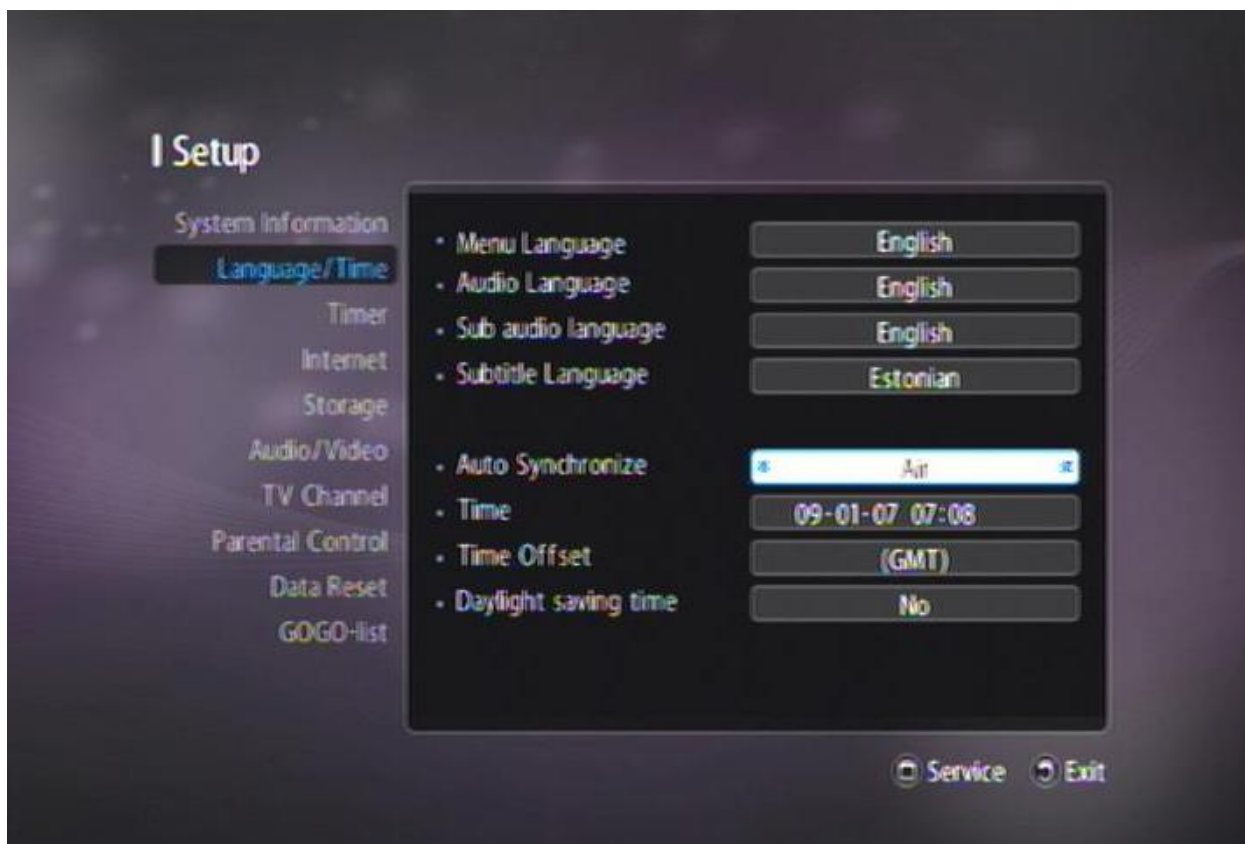 Setup
System Information
Language/Time
Timer
Internet
Storage
Audio/Video
TV Channel
Parental Control
Data Reset
GOGO-list
• Menu Language English
• Audio Language English
• Sub audio language English
• Subtitle Language Estonian
• Auto Synchronize Air
• Time 09-01-07 07:08
• Time Offset (GMT)
• Daylight saving time No
Service Exit